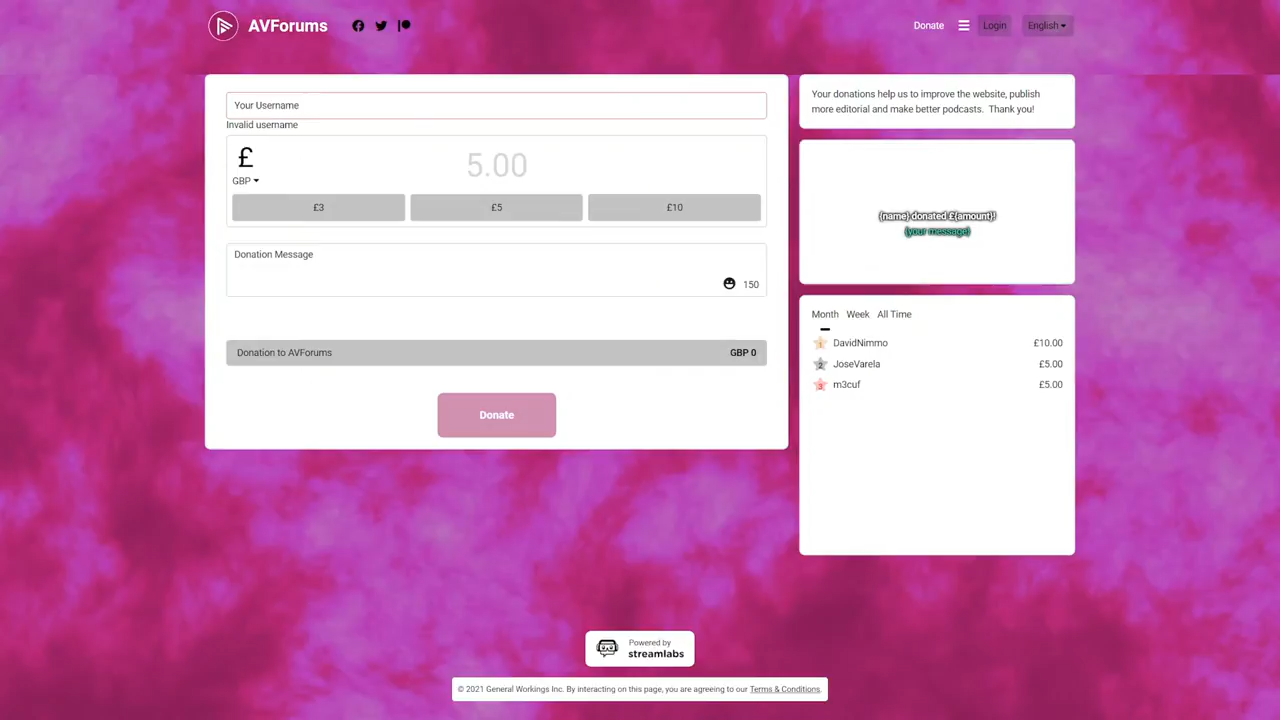 AVForums
Donate
Login
English
Your Username
Invalid username
£
5.00
GBP
£3
£5
£10
Donation Message
150
Donation to AVForums
GBP 0
Donate
Your donations help us to improve the website, publish
more editorial and make better podcasts. Thank you!
{name} donated £{amount}!
{your message}
Month Week All Time
1 DavidNimmo £10.00
2 JoseVarela £5.00
3 m3cuf £5.00
Powered by
streamlabs
© 2021 General Workings Inc. By interacting on this page, you are agreeing to our Terms & Conditions.